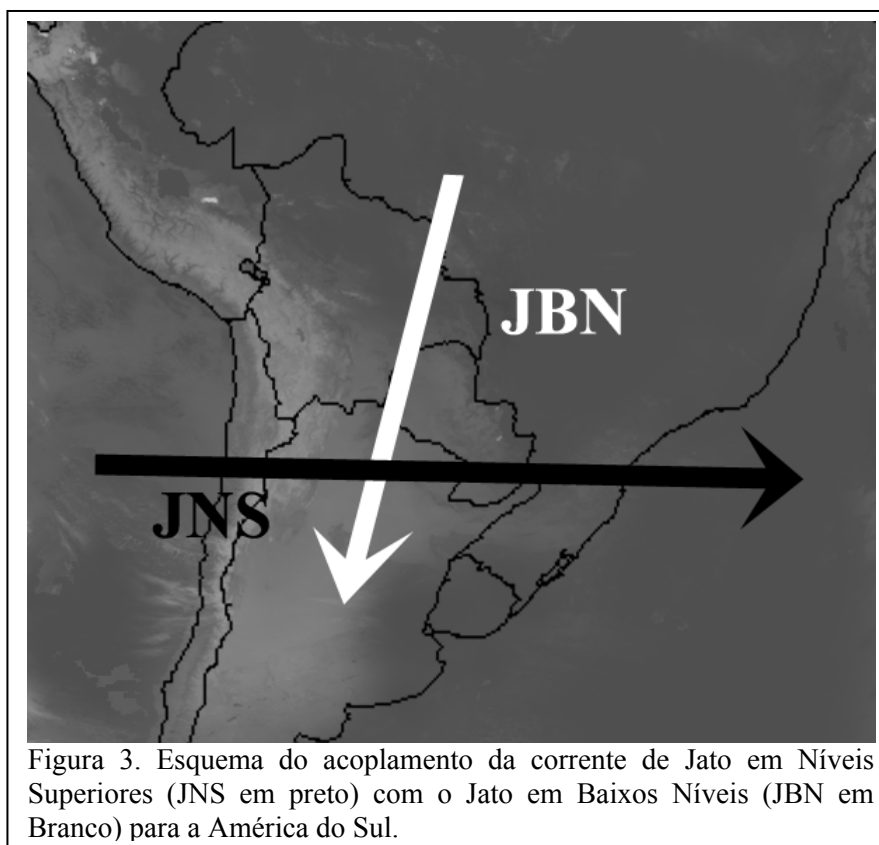 JBN
JNS
Figura 3. Esquema do acoplamento da corrente de Jato em Níveis
Superiores (JNS em preto) com o Jato em Baixos Níveis (JBN em
Branco) para a América do Sul.